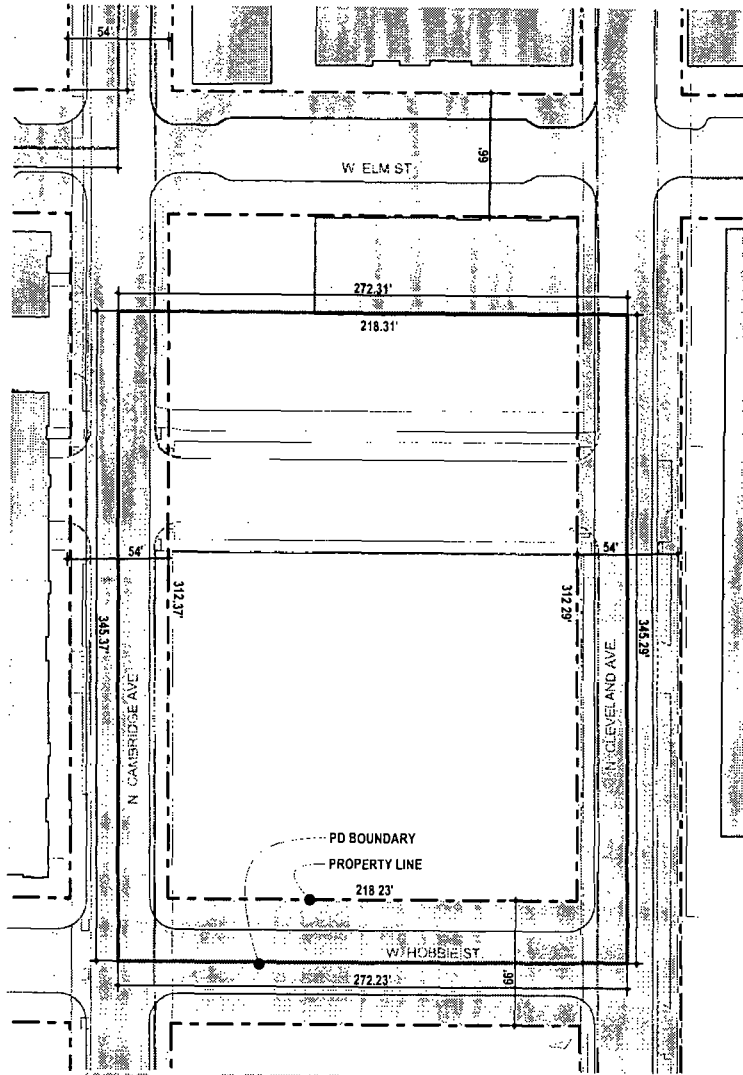 54'
W. ELM ST.
66'
272.31'
218.31'
54'
54'
312.37'
312.29'
345.37'
345.29'
N CAMBRIDGE AVE.
N. CLEVELAND AVE.
PD BOUNDARY
PROPERTY LINE
218 23'
W. HOBBIE ST.
272.23'
66'